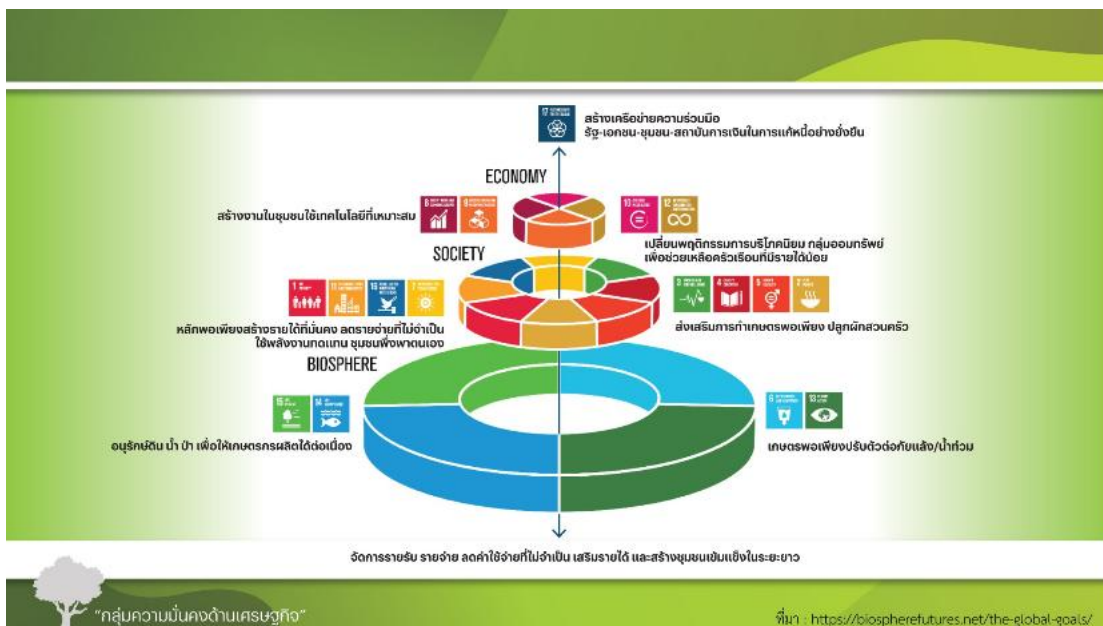 17
สร้างเครือข่ายความร่วมมือ
รัฐ-เอกชน-ชุมชน-สถาบันการเงินในการแก้หนี้อย่างยั่งยืน
ECONOMY
8
9
10
12
สร้างงานในชุมชนใช้เทคโนโลยีที่เหมาะสม
เปลี่ยนพฤติกรรมการบริโภคนิยม กลุ่มออมทรัพย์
เพื่อช่วยเหลือครัวเรือนที่มีรายได้น้อย
SOCIETY
1
11
16
7
3
4
5
หลักพอเพียงสร้างรายได้ที่มั่นคง ลดรายจ่ายที่ไม่จำเป็น
ใช้พลังงานทดแทน ชุมชนพึ่งพาตนเอง
ส่งเสริมการทำเกษตรพอเพียง ปลูกผักสวนครัว
BIOSPHERE
15
14
6
13
อนุรักษ์ดิน น้ำ ป่า เพื่อให้เกษตรกรผลิตได้ต่อเนื่อง
เกษตรพอเพียงปรับตัวต่อภัยแล้ง/น้ำท่วม
จัดการรายรับ รายจ่าย ลดค่าใช้จ่ายที่ไม่จำเป็น เสริมรายได้ และสร้างชุมชนเข้มแข็งในระยะยาว
"กลุ่มความมั่นคงด้านเศรษฐกิจ"
ที่มา : https://biospherefutures.net/the-global-goals/